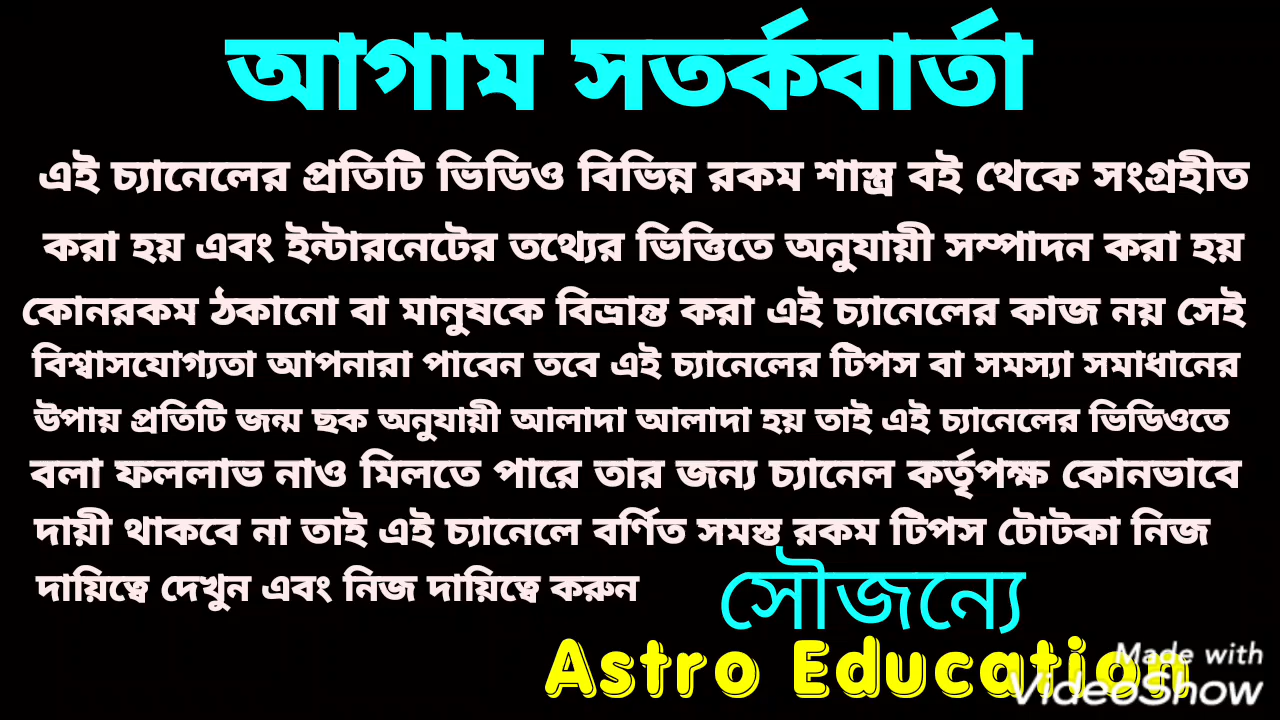 আগাম সতর্কবার্তা
এই চ্যানেলের প্রতিটি ভিডিও বিভিন্ন রকম শাস্ত্র বই থেকে সংগ্রহীত
করা হয় এবং ইন্টারনেটের তথ্যের ভিত্তিতে অনুযায়ী সম্পাদন করা হয়
কোনরকম ঠকানো বা মানুষকে বিভ্রান্ত করা এই চ্যানেলের কাজ নয় সেই
বিশ্বাসযোগ্যতা আপনারা পাবেন তবে এই চ্যানেলের টিপস বা সমস্যা সমাধানের
উপায় প্রতিটি জন্ম ছক অনুযায়ী আলাদা আলাদা হয় তাই এই চ্যানেলের ভিডিওতে
বলা ফললাভ নাও মিলতে পারে তার জন্য চ্যানেল কর্তৃপক্ষ কোনভাবে
দায়ী থাকবে না তাই এই চ্যানেলে বর্ণিত সমস্ত রকম টিপস টোটকা নিজ
দায়িত্বে দেখুন এবং নিজ দায়িত্বে করুন
সৌজন্যে
Astro Education
Made with
VideoShow